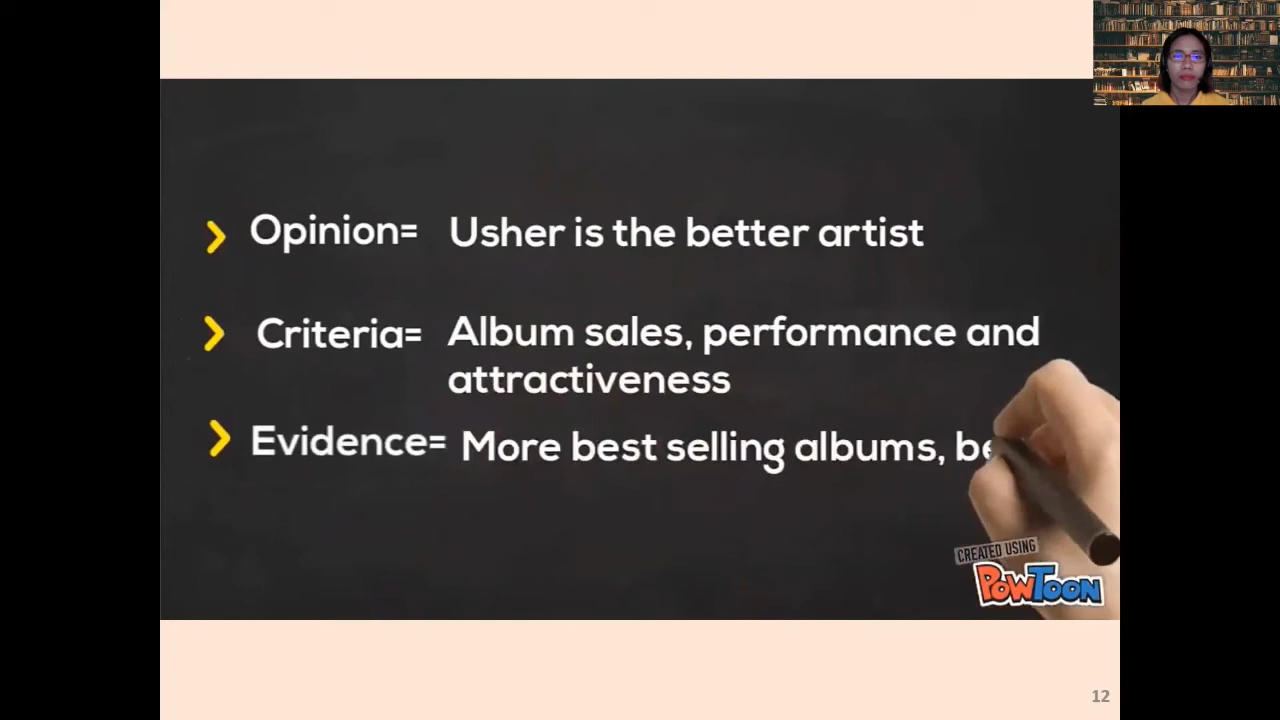 Opinion= Usher is the better artist
Criteria= Album sales, performance and
attractiveness
Evidence= More best selling albums,
CREATED USING
POWTOON
12